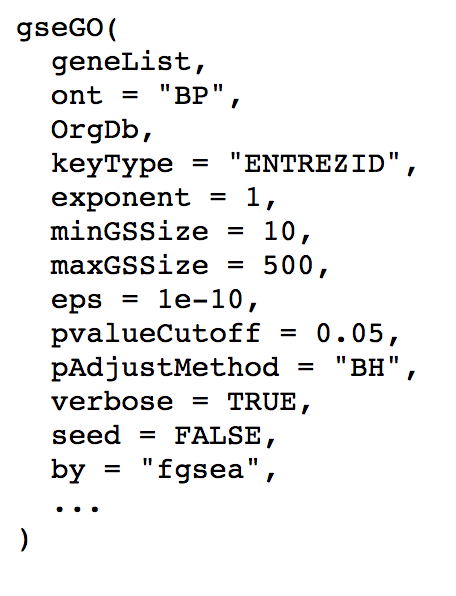 gseGO(
  geneList,
  ont = "BP",
  OrgDb,
  keyType = "ENTREZID",
  exponent = 1,
  minGSSize = 10,
  maxGSSize = 500,
  eps = 1e-10,
  pvalueCutoff = 0.05,
  pAdjustMethod = "BH",
  verbose = TRUE,
  seed = FALSE,
  by = "fgsea",
  ...
)